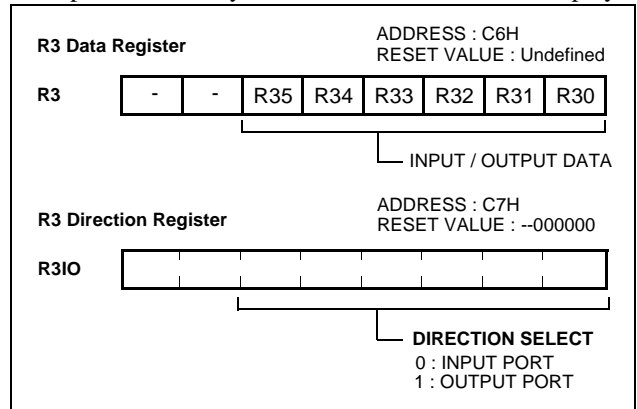 R3 Data Register
ADDRESS : C6H
RESET VALUE : Undefined
R3 - - R35 R34 R33 R32 R31 R30
INPUT / OUTPUT DATA
R3 Direction Register
ADDRESS : C7H
RESET VALUE : --000000
R3IO
DIRECTION SELECT
0 : INPUT PORT
1 : OUTPUT PORT